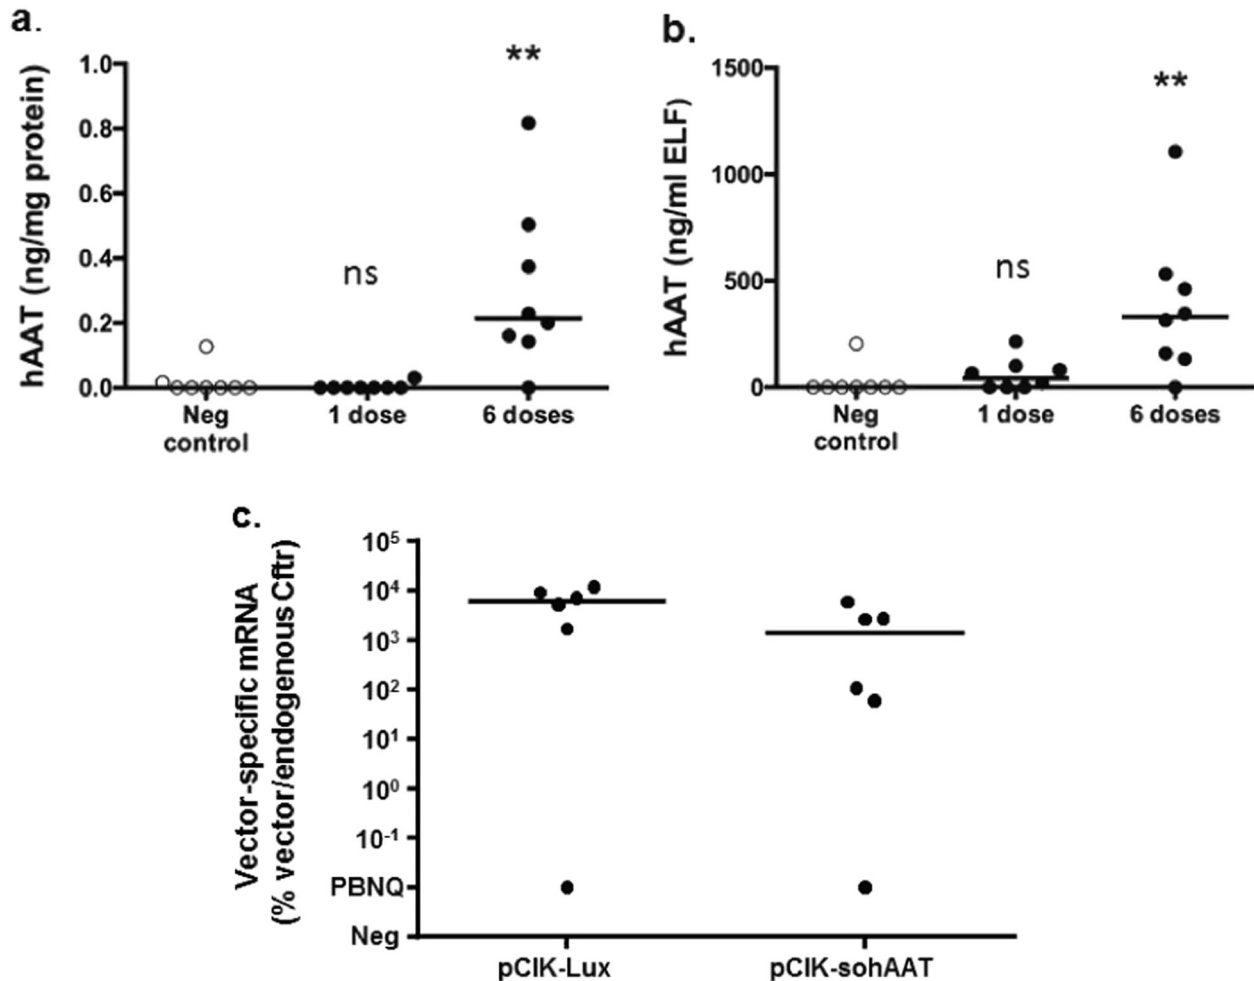 a.
hAAT (ng/mg protein)
1.0
0.8
0.6
0.4
0.2
0.0
**
ns
Neg
control
1 dose
6 doses
b.
hAAT (ng/ml ELF)
1500
1000
500
0
**
ns
Neg
control
1 dose
6 doses
c.
Vector-specific mRNA
(% vector/endogenous Cftr)
10⁵
10⁴
10³
10²
10¹
10⁰
10⁻¹
PBNQ
Neg
pCIK-Lux
pCIK-sohAAT